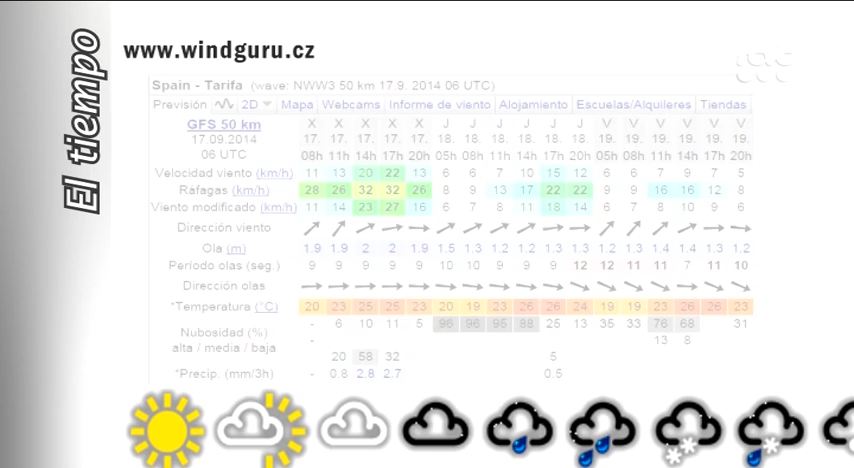 El tiempo
www.windguru.cz
Spain - Tarifa (wave: NWW3 50 km 17.9. 2014 06 UTC)
Previsión 2D Mapa Webcams Informe de viento Alojamiento Escuelas/Alquileres Tiendas
GFS 50 km X X X X X J J J J J J V V V V V V
17.09.2014 17. 17. 17. 17. 17. 18. 18. 18. 18. 18. 18. 19. 19. 19. 19. 19. 19.
06 UTC 08h 11h 14h 17h 20h 05h 08h 11h 14h 17h 20h 05h 08h 11h 14h 17h 20h
Velocidad viento (km/h) 11 13 20 22 13 6 6 7 10 15 12 6 6 7 9 7 5
Ráfagas (km/h) 28 26 32 32 26 8 9 13 17 22 22 9 9 16 16 12 8
Viento modificado (km/h) 11 14 23 27 16 6 7 8 11 18 14 6 6 8 10 9 6
Dirección viento
Ola (m) 1.9 1.9 2 2 1.9 1.5 1.3 1.2 1.2 1.3 1.3 1.2 1.3 1.4 1.4 1.3 1.2
Período olas (seg.) 9 9 9 9 9 10 10 9 9 9 12 12 11 11 7 11 10
Dirección olas
*Temperatura (°C) 20 23 25 25 23 20 19 23 26 26 24 19 19 23 26 26 23
Nubosidad (%) - 6 10 11 5 96 96 95 88 25 13 35 33 76 68 31
alta / media / baja - 13 8
20 58 32 5
*Precip. (mm/3h) - 0.8 2.8 2.7 0.5